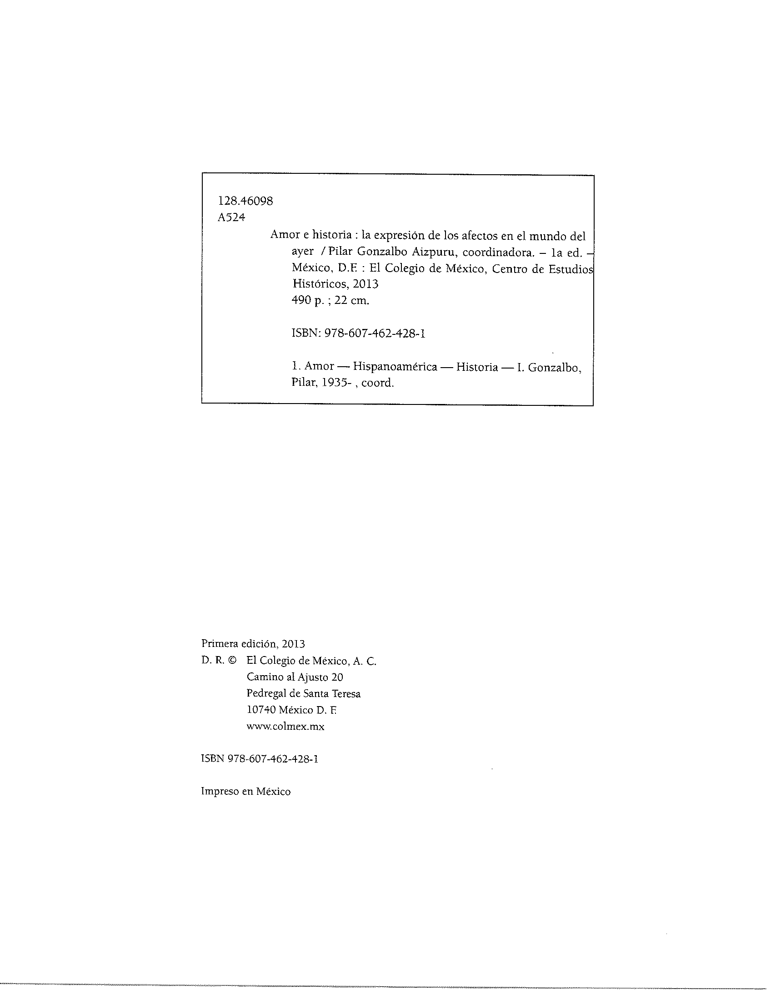 128.46098
A524
Amor e historia : la expresión de los afectos en el mundo del
ayer / Pilar Gonzalbo Aizpuru, coordinadora. – 1a ed. –
México, D.F. : El Colegio de México, Centro de Estudios
Históricos, 2013
490 p. ; 22 cm.
ISBN: 978-607-462-428-1
1. Amor — Hispanoamérica — Historia — I. Gonzalbo,
Pilar, 1935- , coord.
Primera edición, 2013
D. R. © El Colegio de México, A. C.
Camino al Ajusto 20
Pedregal de Santa Teresa
10740 México D. F.
www.colmex.mx
ISBN 978-607-462-428-1
Impreso en México